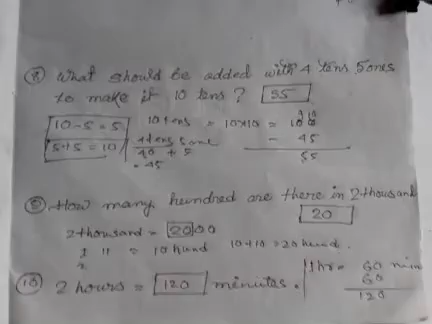 8 What should be added with 4 tens 5 ones
to make it 10 tens? 55
10-5=5 10 tens = 10×10 = 100
5+5=10 4 tens 5 one - 45
40 + 5 55
= 45
9 How many hundred are there in 2 thousand
20
2 thousand = 2000
1 " = 10 hund 10+10=20 hund.
10 2 hours = 120 minutes. 1 hr = 60 min
60
120